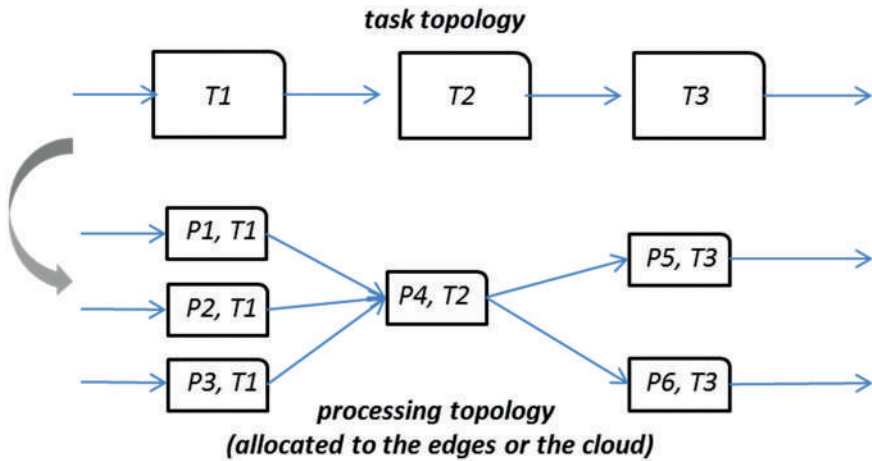 task topology
T1
T2
T3
P1, T1
P2, T1
P3, T1
P4, T2
P5, T3
P6, T3
processing topology
(allocated to the edges or the cloud)